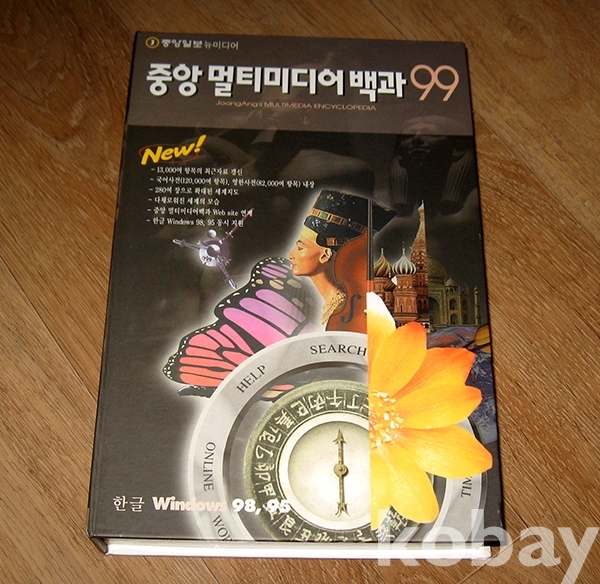 중앙일보 뉴미디어
중앙 멀티미디어 백과 99
JoongAng's MULTIMEDIA ENCYCLOPEDIA
New!
- 13,000여 항목의 최근자료 갱신
- 국어사전(120,000여 항목), 영한사전(82,000여 항목) 내장
- 280여 장으로 확대된 세계지도
- 다채로워진 세계의 모습
- 중앙 멀티미디어백과 Web site 연계
- 한글 Windows 98, 95 동시 지원
SEARCH
HELP
ONLINE
한글 Windows 98, 95
kobay